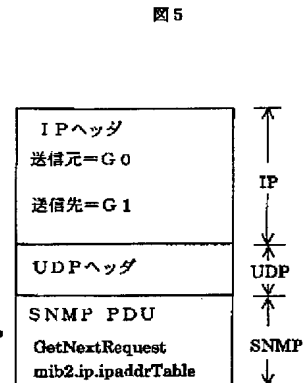 図5
IPヘッダ
送信元=G0
IP
送信先=G1
UDPヘッダ
UDP
SNMP PDU
SNMP
GetNextRequest
mib2.ip.ipaddrTable